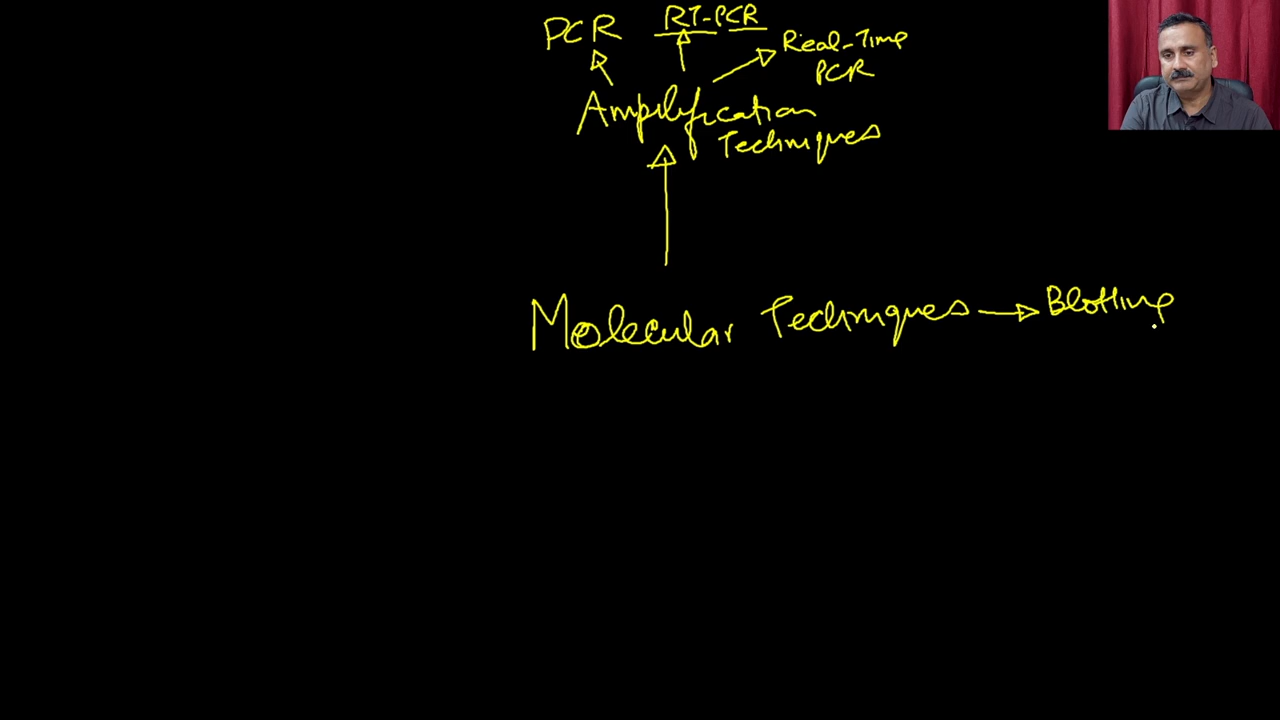 PCR RT-PCR
Real-Time
PCR
Amplification
Techniques
Molecular Techniques
Blotting